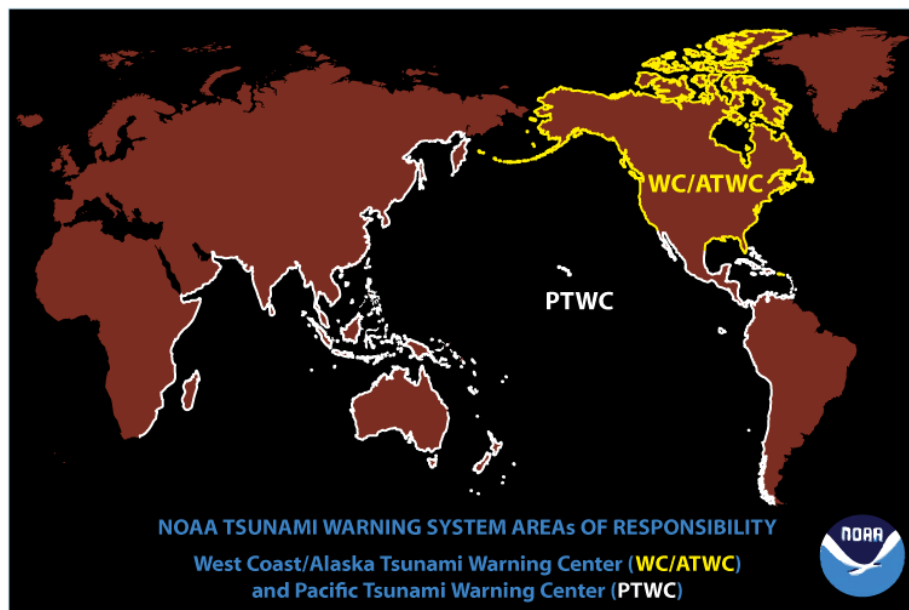 WC/ATWC
PTWC
NOAA TSUNAMI WARNING SYSTEM AREAs OF RESPONSIBILITY
West Coast/Alaska Tsunami Warning Center (WC/ATWC)
and Pacific Tsunami Warning Center (PTWC)
NOAA